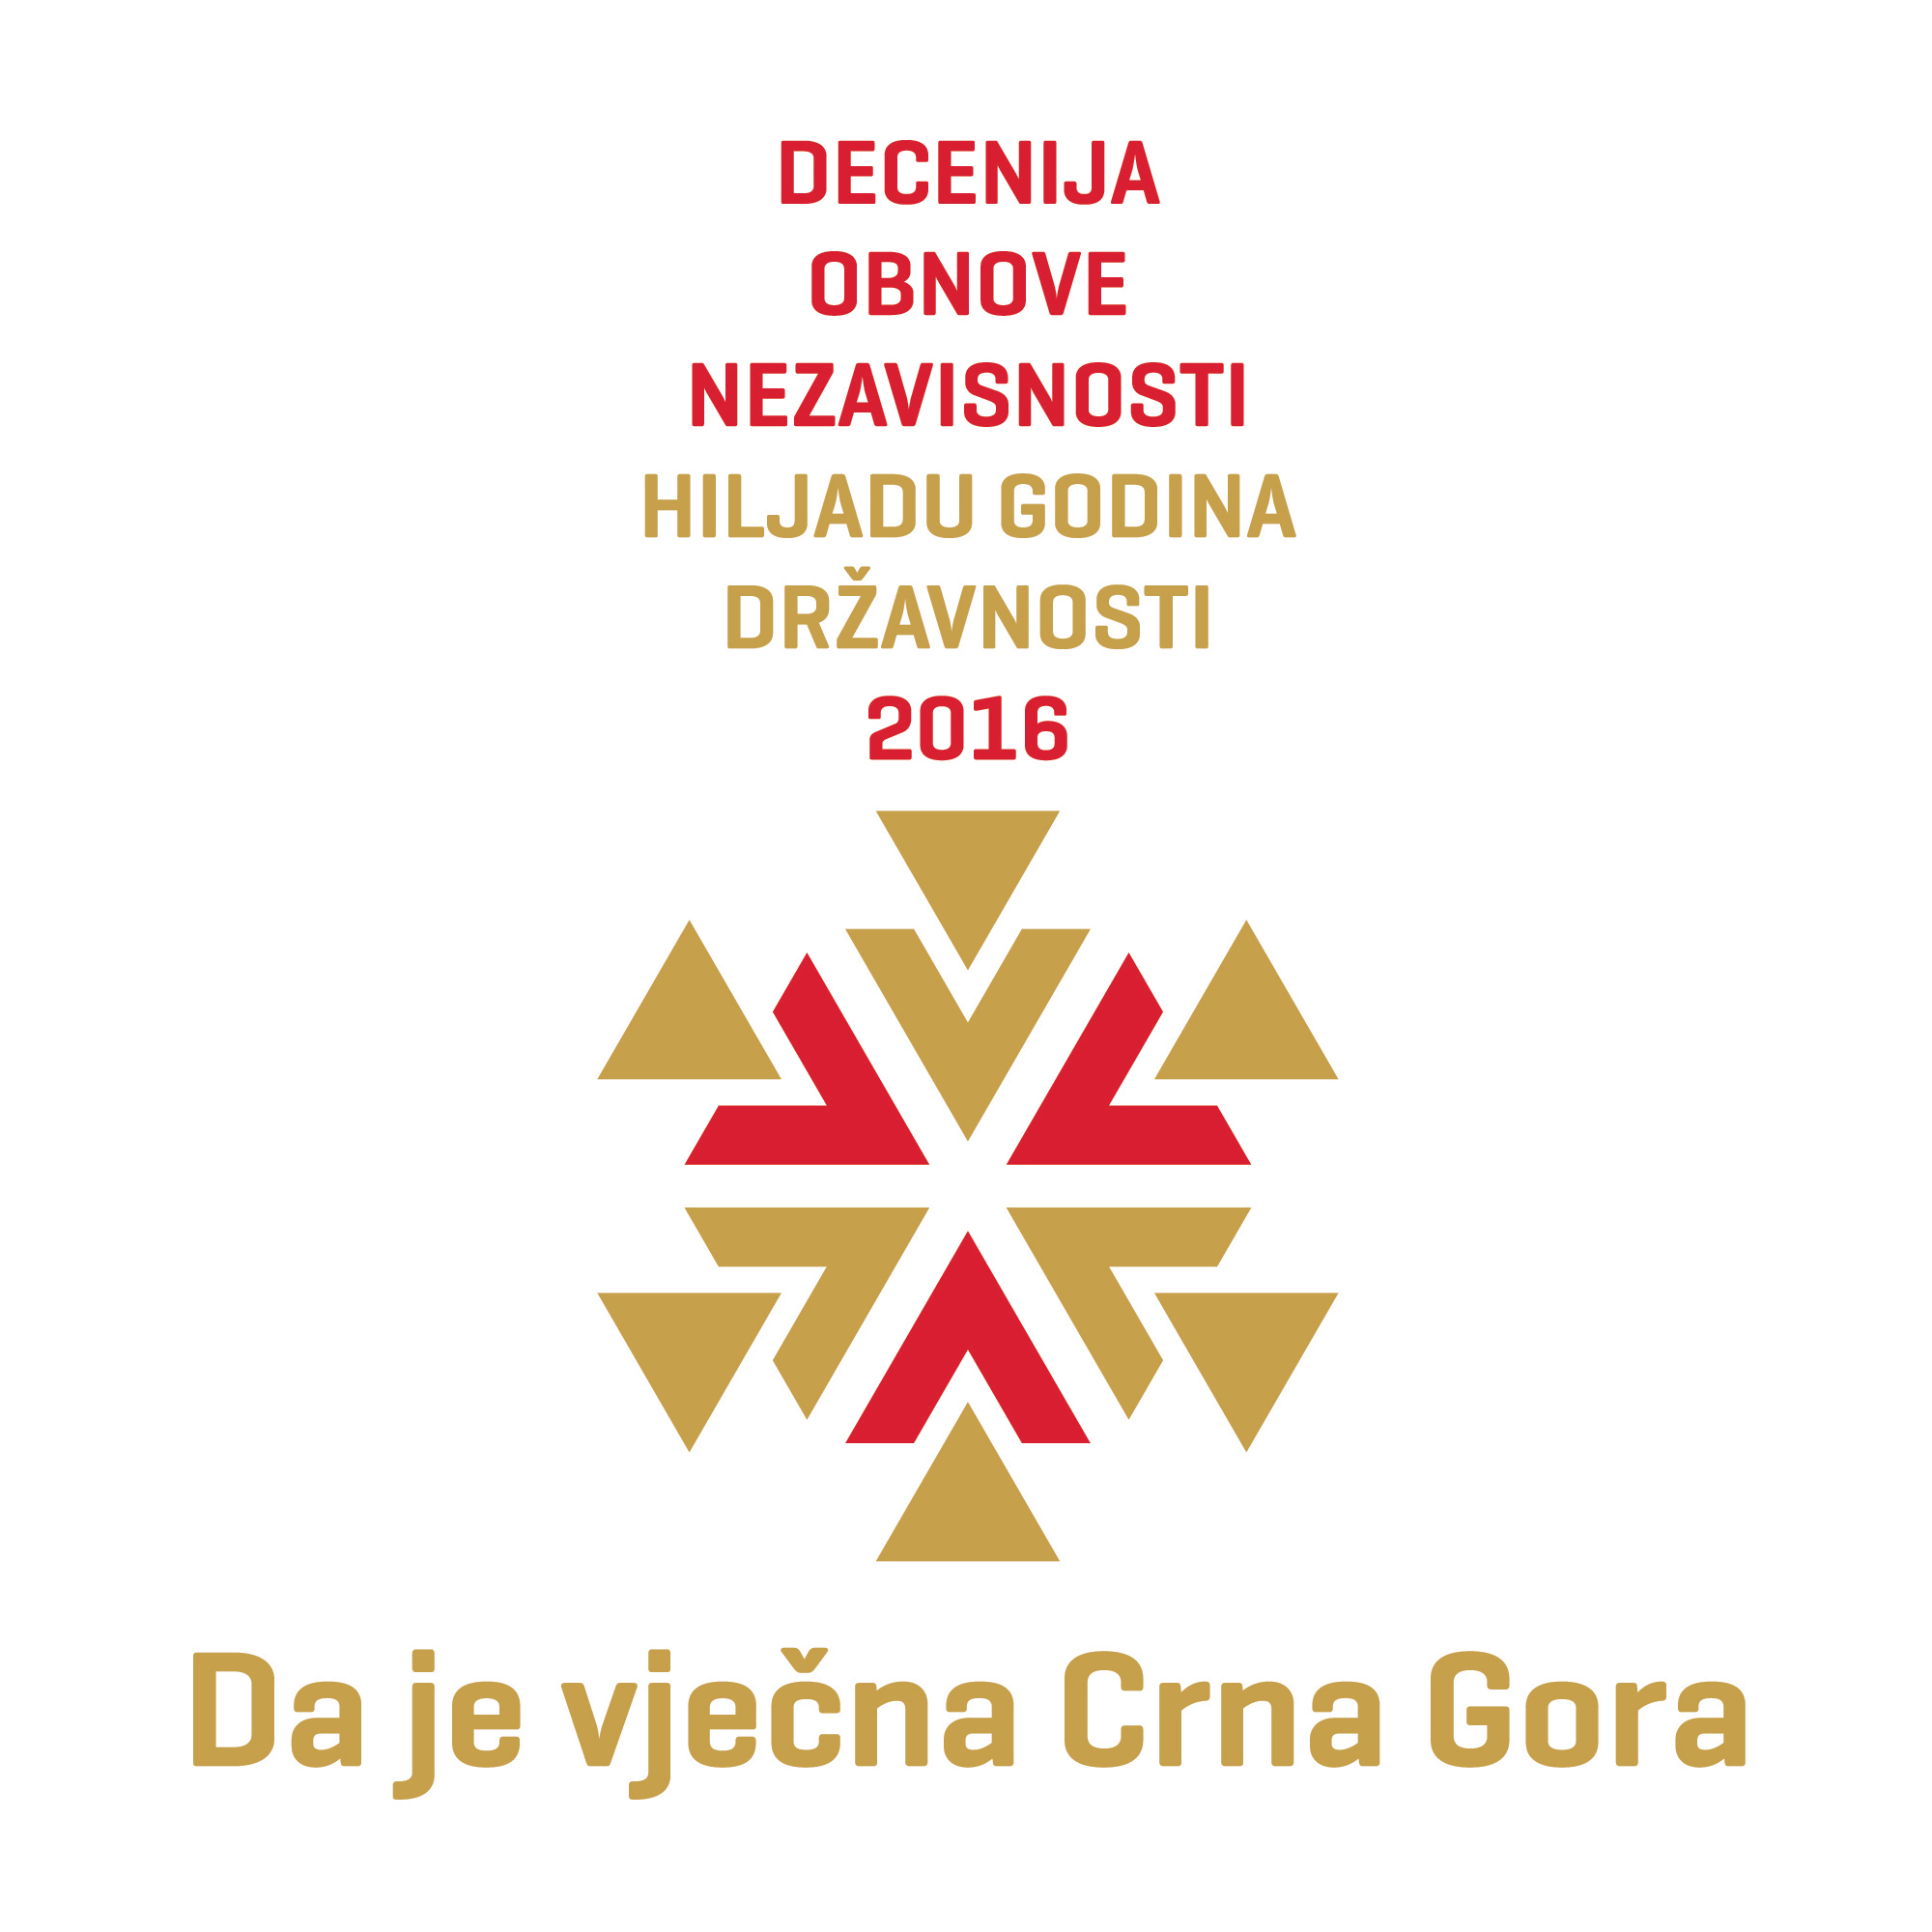 DECENIJA
OBNOVE
NEZAVISNOSTI
HILJADU GODINA
DRŽAVNOSTI
2016
Da je vječna Crna Gora